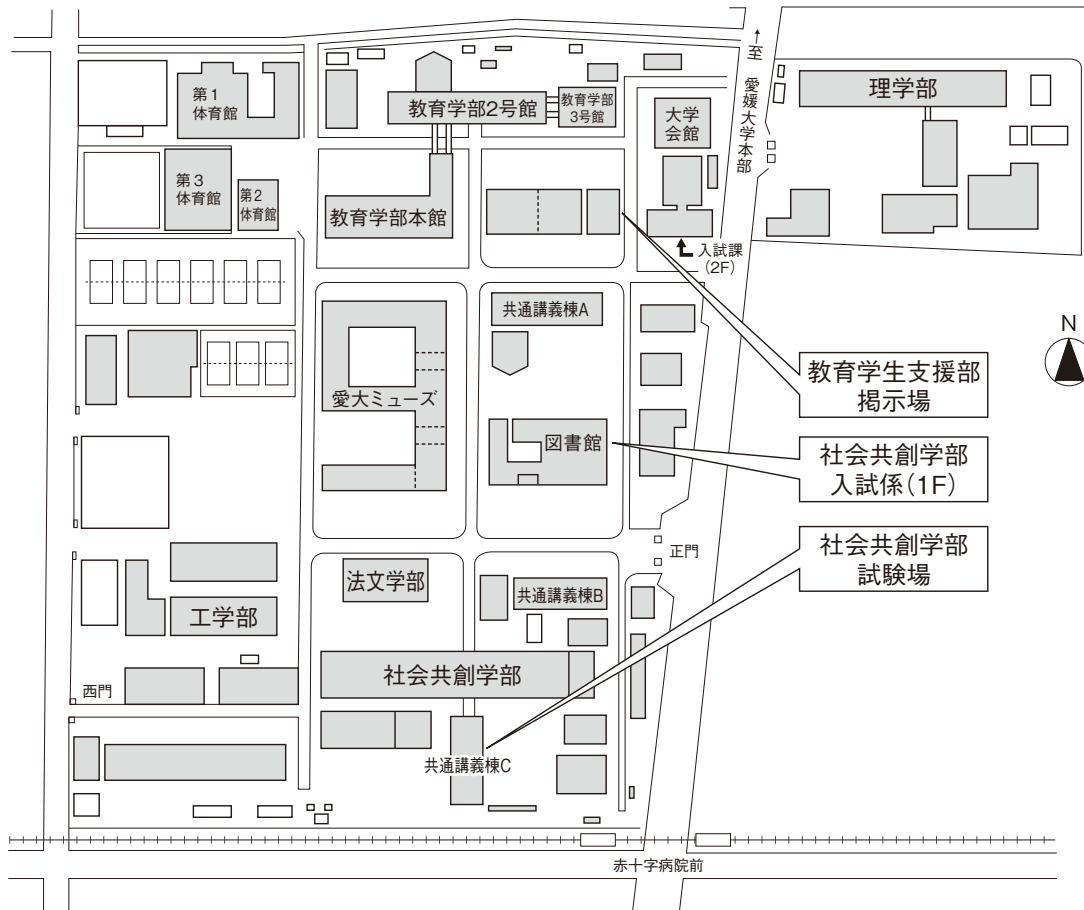 ↑至 愛媛大学本部
第1
体育館
教育学部2号館
教育学部
3号館
大学
会館
理学部
第3
体育館
第2
体育館
教育学部本館
入試課
(2F)
共通講義棟A
N
教育学生支援部
掲示場
愛大ミューズ
図書館
社会共創学部
入試係(1F)
正門
社会共創学部
試験場
法文学部
共通講義棟B
工学部
社会共創学部
西門
共通講義棟C
赤十字病院前